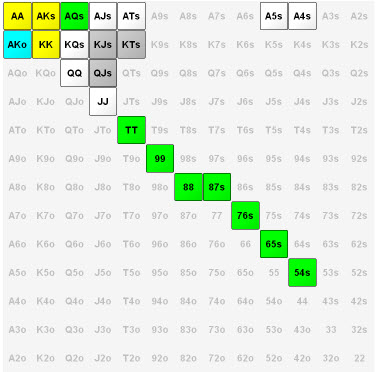 AA AKs AQs AJs ATs A9s A8s A7s A6s A5s A4s A3s A2s
AKo KK KQs KJs KTs K9s K8s K7s K6s K5s K4s K3s K2s
AQo KQo QQ QJs QTs Q9s Q8s Q7s Q6s Q5s Q4s Q3s Q2s
AJo KJo QJo JJ JTs J9s J8s J7s J6s J5s J4s J3s J2s
ATo KTo QTo JTo TT T9s T8s T7s T6s T5s T4s T3s T2s
A9o K9o Q9o J9o T9o 99 98s 97s 96s 95s 94s 93s 92s
A8o K8o Q8o J8o T8o 98o 88 87s 86s 85s 84s 83s 82s
A7o K7o Q7o J7o T7o 97o 87o 77 76s 75s 74s 73s 72s
A6o K6o Q6o J6o T6o 96o 86o 76o 66 65s 64s 63s 62s
A5o K5o Q5o J5o T5o 95o 85o 75o 65o 55 54s 53s 52s
A4o K4o Q4o J4o T4o 94o 84o 74o 64o 54o 44 43s 42s
A3o K3o Q3o J3o T3o 93o 83o 73o 63o 53o 43o 33 32s
A2o K2o Q2o J2o T2o 92o 82o 72o 62o 52o 42o 32o 22